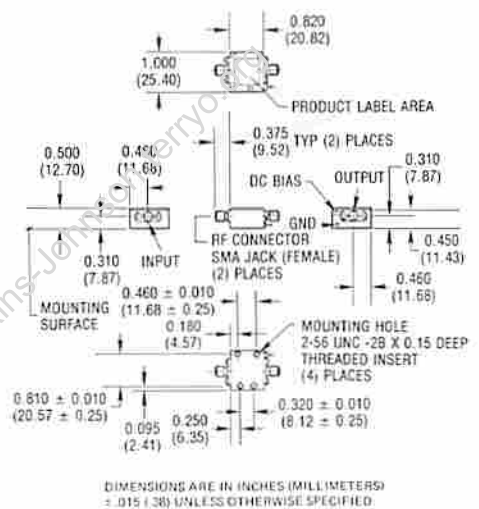 0.820
(20.82)
1.000
(25.40)
PRODUCT LABEL AREA
0.375
(9.52)
TYP (2) PLACES
0.500
(12.70)
0.460
(11.68)
0.310
(7.87)
DC BIAS
OUTPUT
GND
0.310
(7.87)
INPUT
RF CONNECTOR
SMA JACK (FEMALE)
(2) PLACES
0.450
(11.43)
0.460
(11.68)
MOUNTING
SURFACE
0.460 ± 0.010
(11.68 ± 0.25)
0.180
(4.57)
MOUNTING HOLE
2-56 UNC -2B X 0.15 DEEP
THREADED INSERT
(4) PLACES
0.810 ± 0.010
(20.57 ± 0.25)
0.095
(2.41)
0.250
(6.35)
0.320 ± 0.010
(8.12 ± 0.25)
DIMENSIONS ARE IN INCHES (MILLIMETERS)
± .015 (.38) UNLESS OTHERWISE SPECIFIED